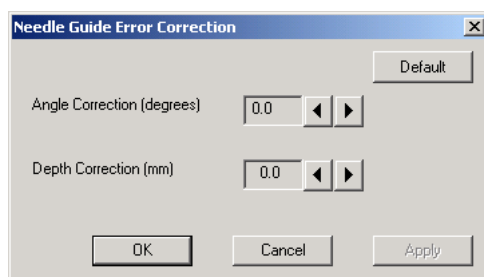 Needle Guide Error Correction
Default
Angle Correction (degrees) 0.0
Depth Correction (mm) 0.0
OK Cancel Apply